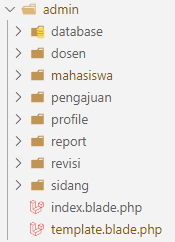 admin
database
dosen
mahasiswa
pengajuan
profile
report
revisi
sidang
index.blade.php
template.blade.php